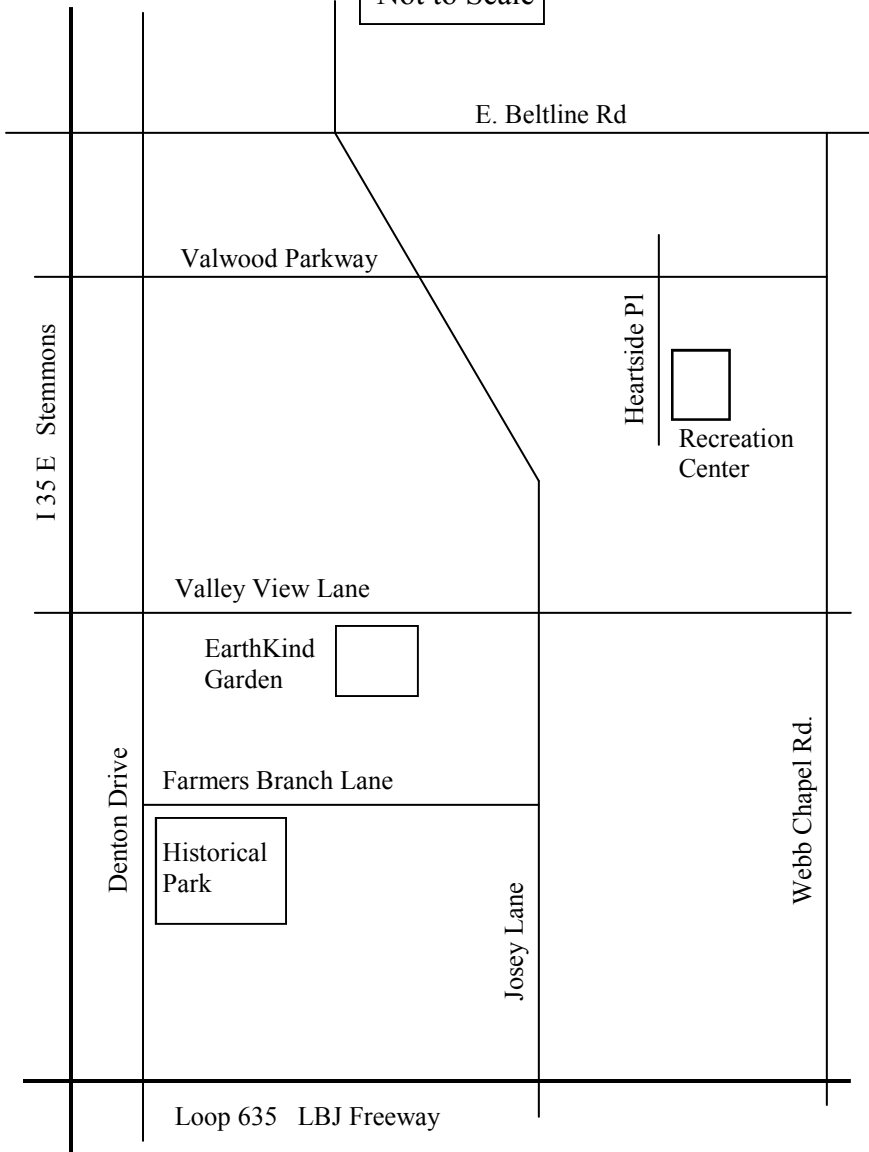 Not to Scale
E. Beltline Rd
Valwood Parkway
Heartside Pl
I 35 E Stemmons
Recreation
Center
Valley View Lane
EarthKind
Garden
Farmers Branch Lane
Denton Drive
Webb Chapel Rd.
Historical
Park
Josey Lane
Loop 635 LBJ Freeway